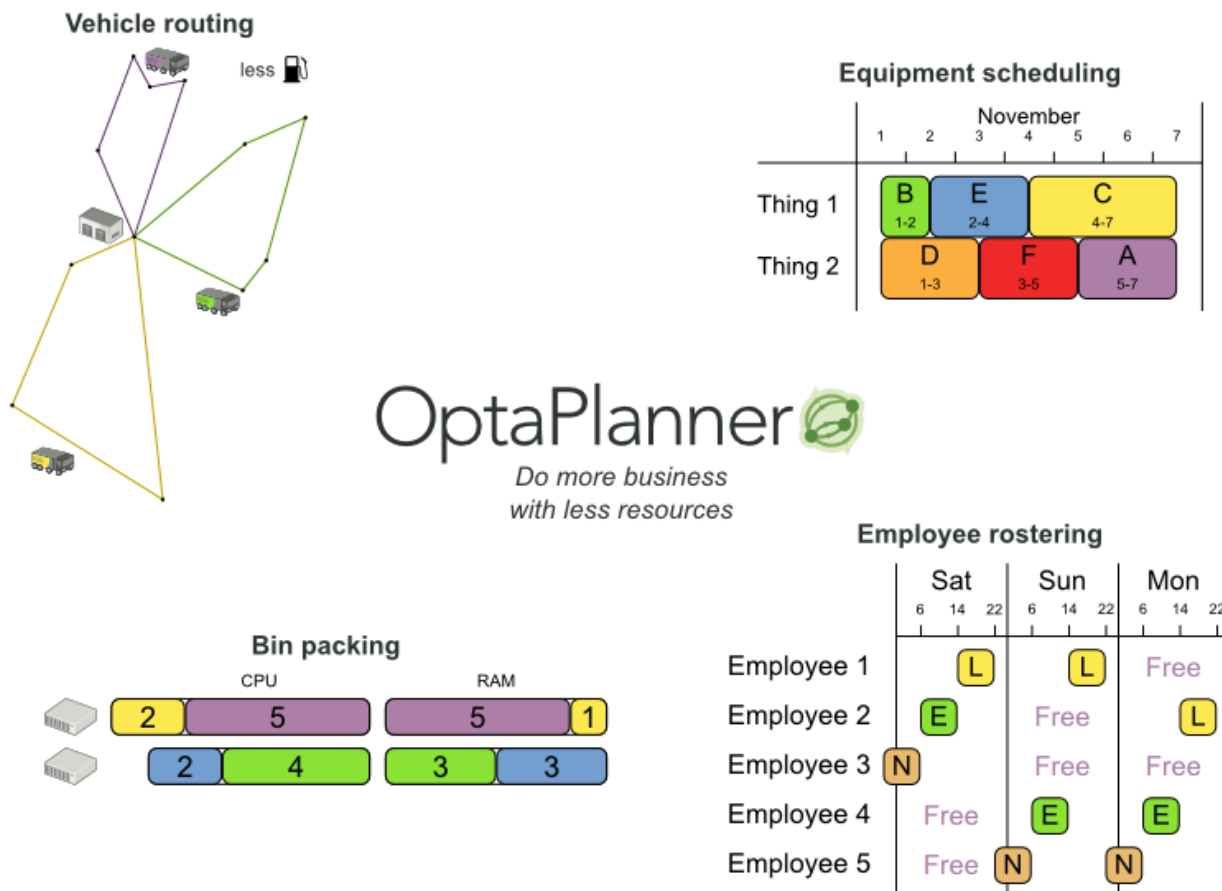 Vehicle routing
less
Equipment scheduling
November
1 2 3 4 5 6 7
Thing 1 B E C
1-2 2-4 4-7
Thing 2 D F A
1-3 3-5 5-7
OptaPlanner
Do more business
with less resources
Bin packing
CPU RAM
2 5 5 1
2 4 3 3
Employee rostering
Sat Sun Mon
6 14 22 6 14 22 6 14 22
Employee 1 L L Free
Employee 2 E Free L
Employee 3 N Free Free
Employee 4 Free E E
Employee 5 Free N N